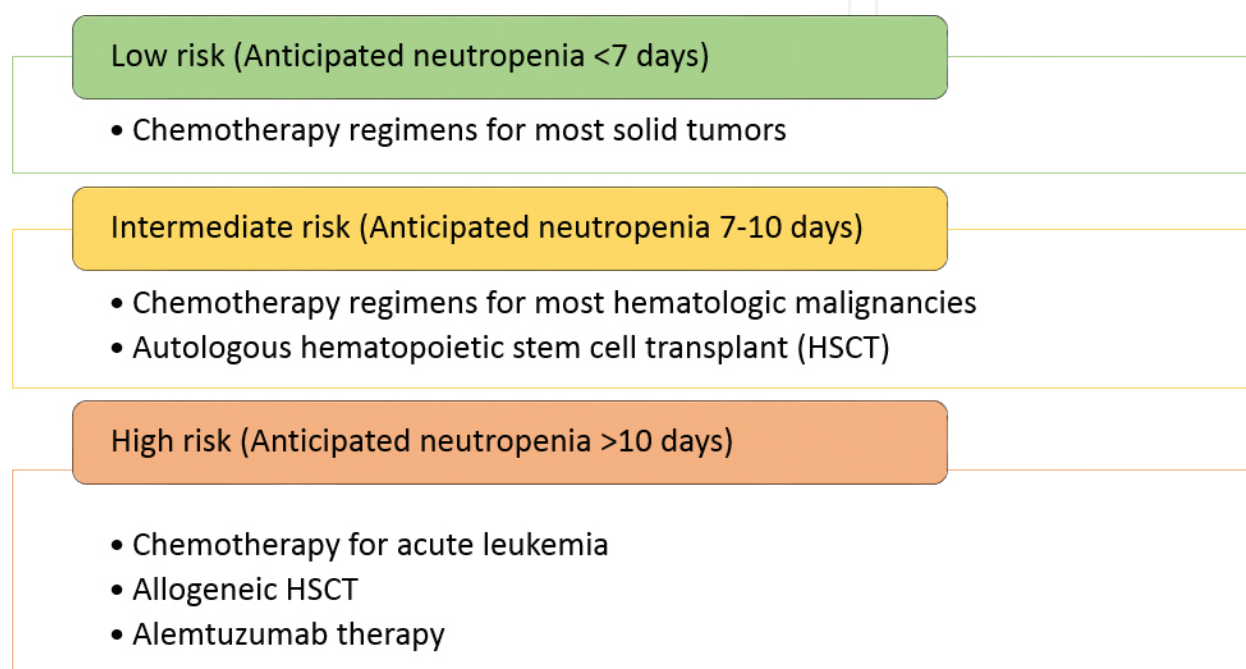 Low risk (Anticipated neutropenia <7 days)
• Chemotherapy regimens for most solid tumors
Intermediate risk (Anticipated neutropenia 7-10 days)
• Chemotherapy regimens for most hematologic malignancies
• Autologous hematopoietic stem cell transplant (HSCT)
High risk (Anticipated neutropenia >10 days)
• Chemotherapy for acute leukemia
• Allogeneic HSCT
• Alemtuzumab therapy